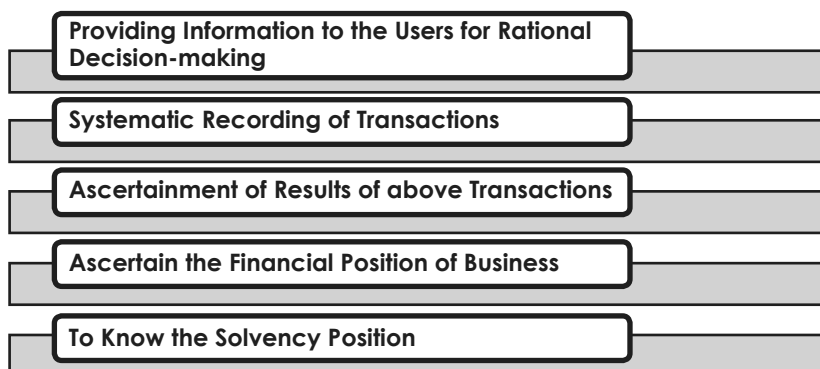 Providing Information to the Users for Rational
Decision-making
Systematic Recording of Transactions
Ascertainment of Results of above Transactions
Ascertain the Financial Position of Business
To Know the Solvency Position